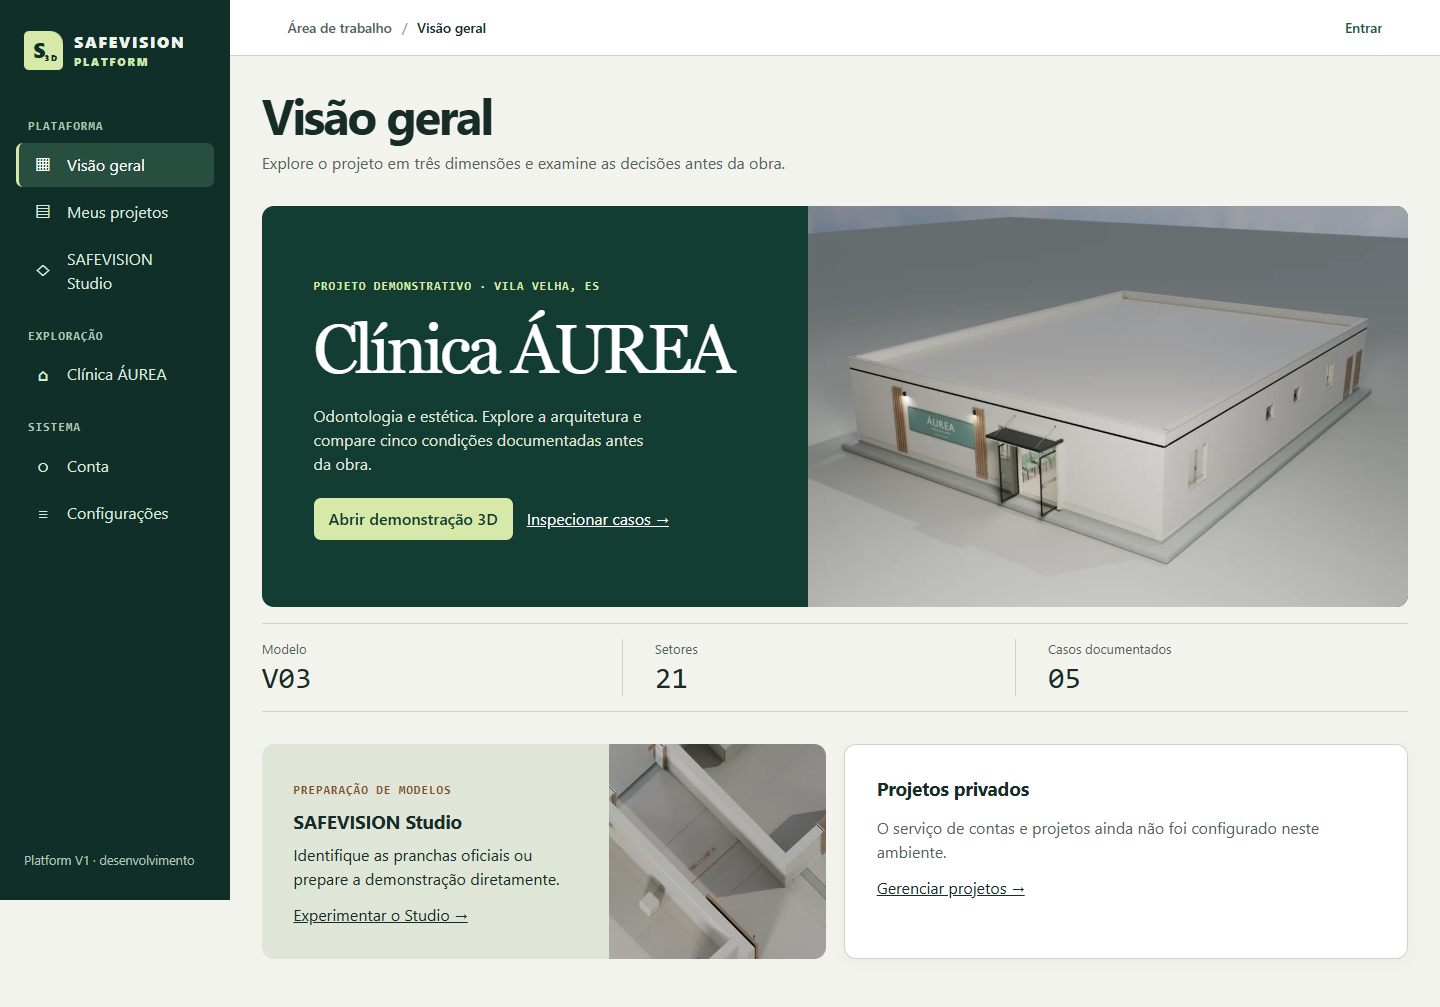 S3D
SAFEVISION
PLATFORM
PLATAFORMA
Visão geral
Meus projetos
SAFEVISION
Studio
EXPLORAÇÃO
Clínica ÁUREA
SISTEMA
Conta
Configurações
Platform V1 · desenvolvimento
Área de trabalho / Visão geral
Entrar
Visão geral
Explore o projeto em três dimensões e examine as decisões antes da obra.
PROJETO DEMONSTRATIVO · VILA VELHA, ES
Clínica ÁUREA
Odontologia e estética. Explore a arquitetura e
compare cinco condições documentadas antes
da obra.
Abrir demonstração 3D
Inspecionar casos →
ÁUREA
Modelo
V03
Setores
21
Casos documentados
05
PREPARAÇÃO DE MODELOS
SAFEVISION Studio
Identifique as pranchas oficiais ou
prepare a demonstração diretamente.
Experimentar o Studio →
Projetos privados
O serviço de contas e projetos ainda não foi configurado neste
ambiente.
Gerenciar projetos →